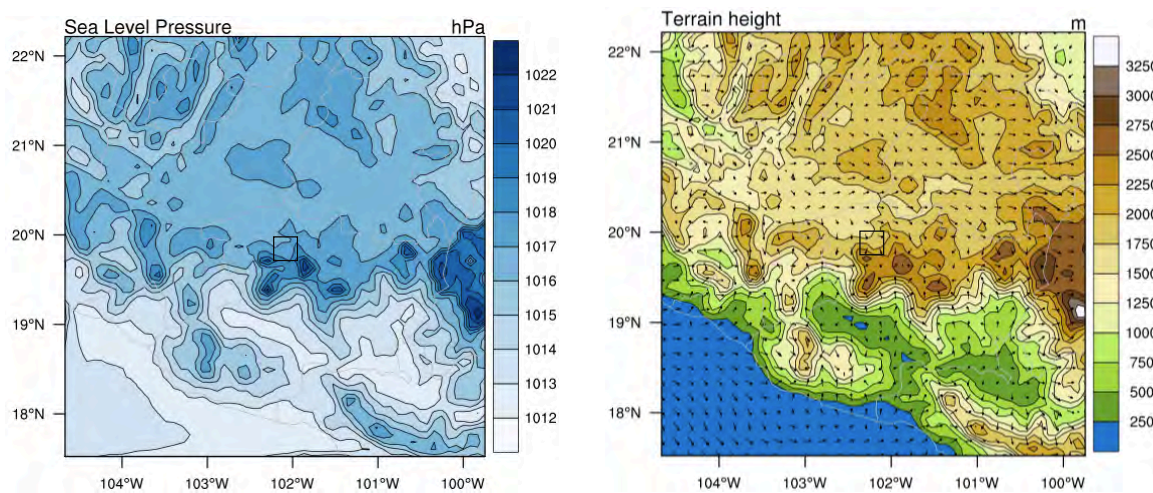 Sea Level Pressure hPa
22°N
21°N
20°N
19°N
18°N
104°W 103°W 102°W 101°W 100°W
1022
1021
1020
1019
1018
1017
1016
1015
1014
1013
1012
Terrain height m
22°N
21°N
20°N
19°N
18°N
104°W 103°W 102°W 101°W 100°W
3250
3000
2750
2500
2250
2000
1750
1500
1250
1000
750
500
250